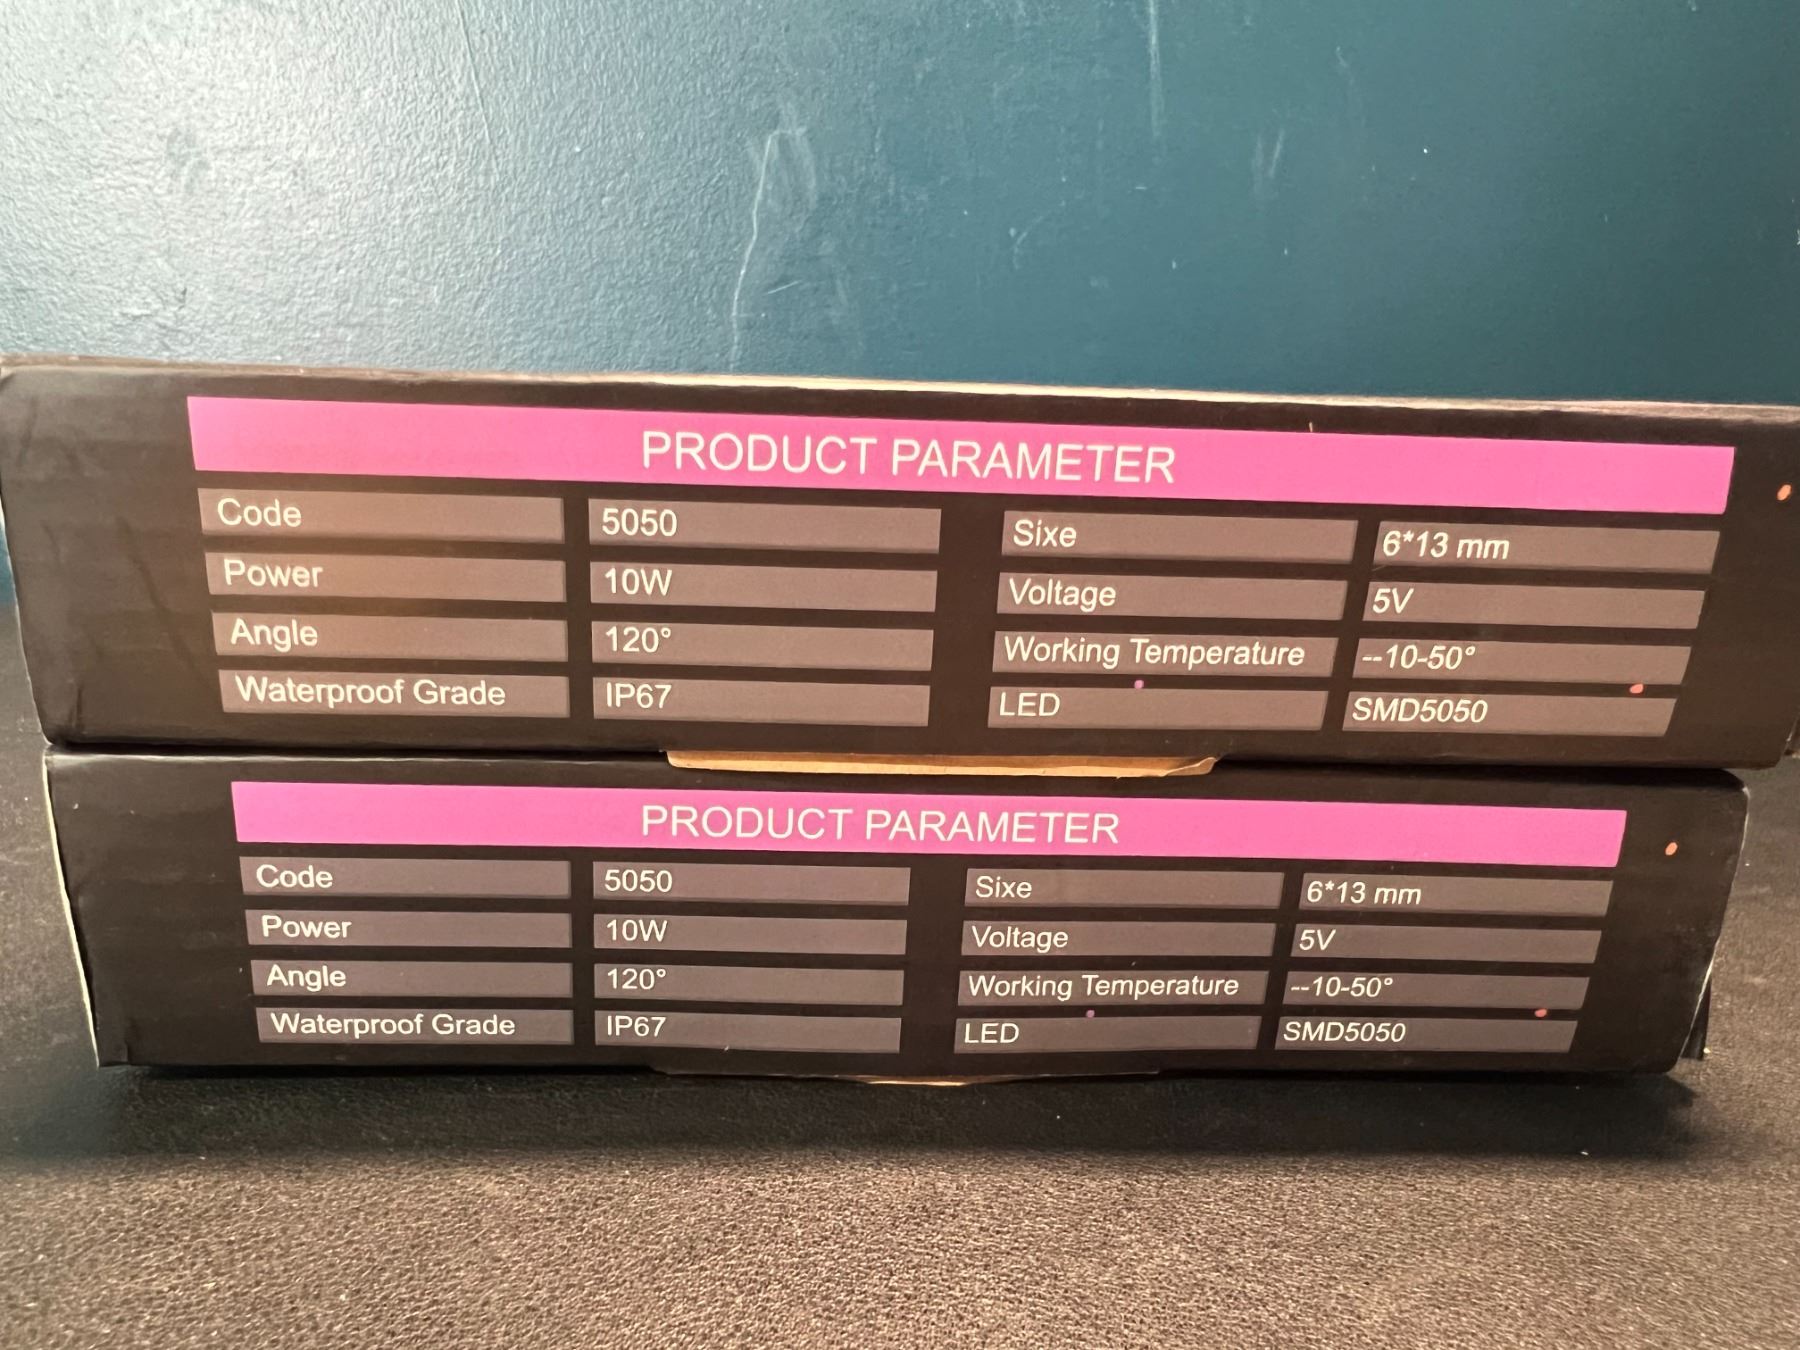 PRODUCT PARAMETER
Code 5050 Sixe 6*13 mm
Power 10W Voltage 5V
Angle 120° Working Temperature --10-50°
Waterproof Grade IP67 LED SMD5050
PRODUCT PARAMETER
Code 5050 Sixe 6*13 mm
Power 10W Voltage 5V
Angle 120° Working Temperature --10-50°
Waterproof Grade IP67 LED SMD5050